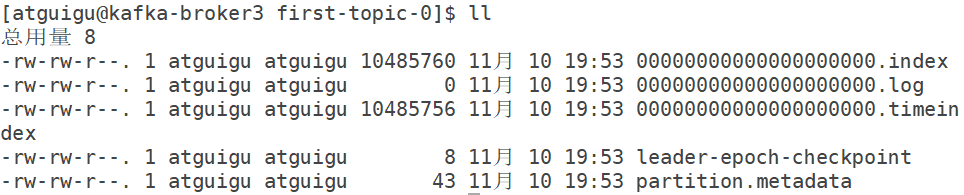 [atguigu@kafka-broker3 first-topic-0]$ ll
总用量 8
-rw-rw-r--. 1 atguigu atguigu 10485760 11月 10 19:53 00000000000000000000.index
-rw-rw-r--. 1 atguigu atguigu        0 11月 10 19:53 00000000000000000000.log
-rw-rw-r--. 1 atguigu atguigu 10485756 11月 10 19:53 00000000000000000000.timein
dex
-rw-rw-r--. 1 atguigu atguigu        8 11月 10 19:53 leader-epoch-checkpoint
-rw-rw-r--. 1 atguigu atguigu       43 11月 10 19:53 partition.metadata